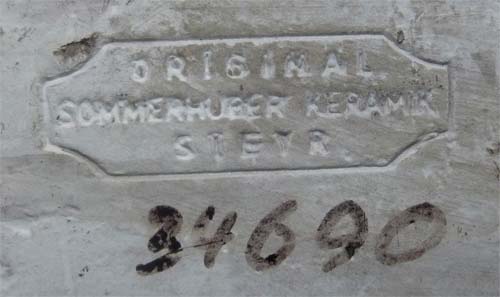 ORIGINAL
SOMMERHUBER KERAMIK
STEYR.
34690